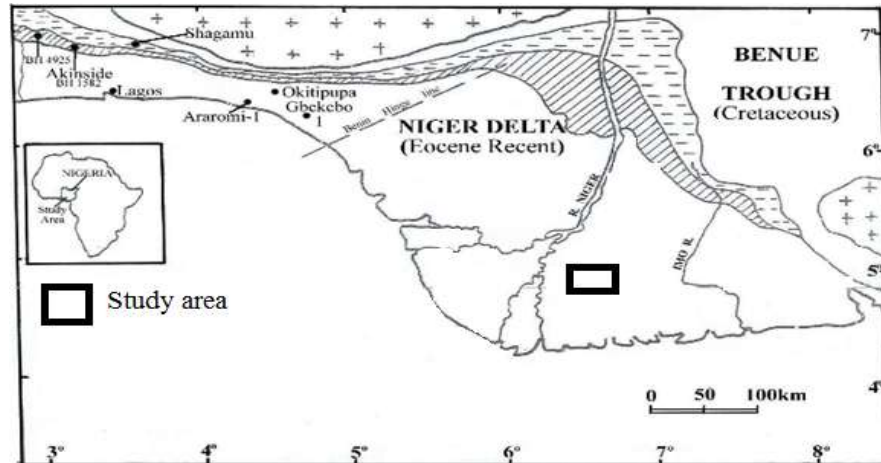 Shagamu
7°
BII 4925
Akinside
BII 1582
BENUE
TROUGH
(Cretaceous)
Lagos
Okitipupa
Gbekebo
1
Araromi-1
Benin Hinge line
NIGER DELTA
(Eocene Recent)
6°
NIGERIA
Study
Area
R. NIGER
IMO R.
5°
Study area
4°
0 50 100km
3° 4° 5° 6° 7° 8°